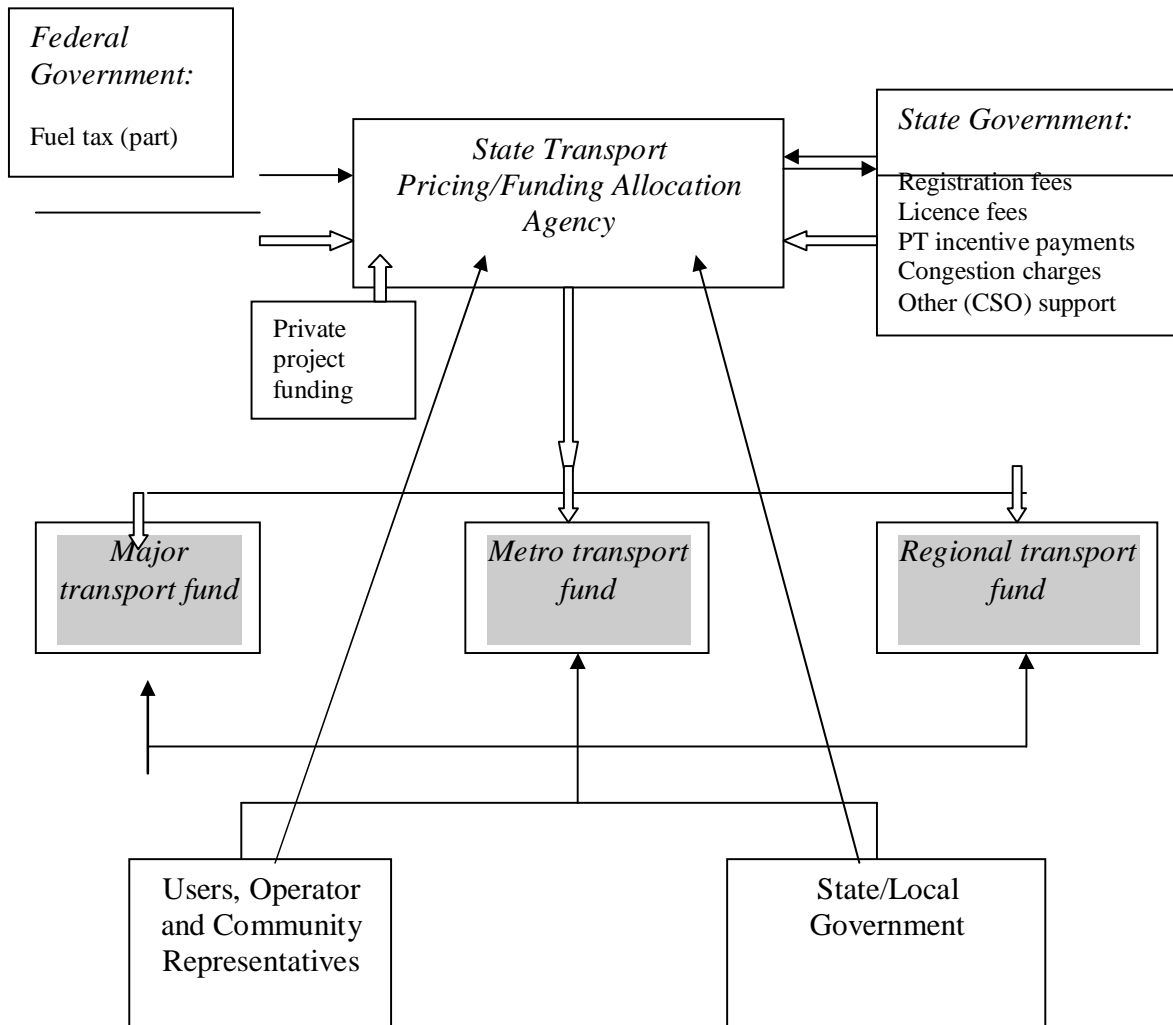 Federal
Government:
Fuel tax (part)
State Transport
Pricing/Funding Allocation
Agency
State Government:
Registration fees
Licence fees
PT incentive payments
Congestion charges
Other (CSO) support
Private
project
funding
Major
transport fund
Metro transport
fund
Regional transport
fund
Users, Operator
and Community
Representatives
State/Local
Government